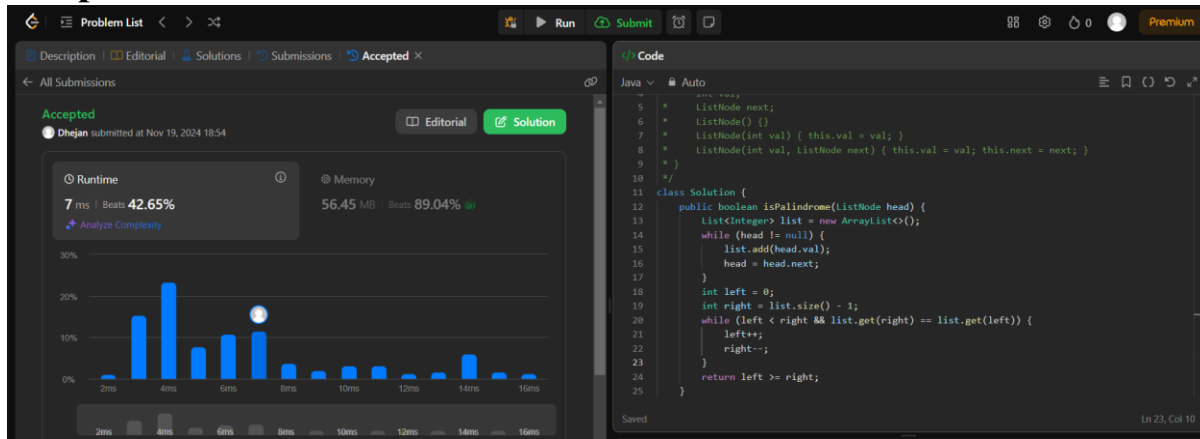 Problem List
Run
Submit
0
Premium
Description | Editorial | Solutions | Submissions | Accepted ×
← All Submissions
Accepted
Dhejan submitted at Nov 19, 2024 18:54
Editorial
Solution
Runtime
7 ms | Beats 42.65%
Analyze Complexity
Memory
56.45 MB | Beats 89.04%
30%
20%
10%
0%
2ms 4ms 6ms 8ms 10ms 12ms 14ms 16ms
2ms 4ms 6ms 8ms 10ms 12ms 14ms 16ms
</> Code
Java Auto
5 * ListNode next;
6 * ListNode() {}
7 * ListNode(int val) { this.val = val; }
8 * ListNode(int val, ListNode next) { this.val = val; this.next = next; }
9 * }
10 */
11 class Solution {
12 public boolean isPalindrome(ListNode head) {
13 List<Integer> list = new ArrayList<>();
14 while (head != null) {
15 list.add(head.val);
16 head = head.next;
17 }
18 int left = 0;
19 int right = list.size() - 1;
20 while (left < right && list.get(right) == list.get(left)) {
21 left++;
22 right--;
23 }
24 return left >= right;
25 }
Saved
Ln 23, Col 10